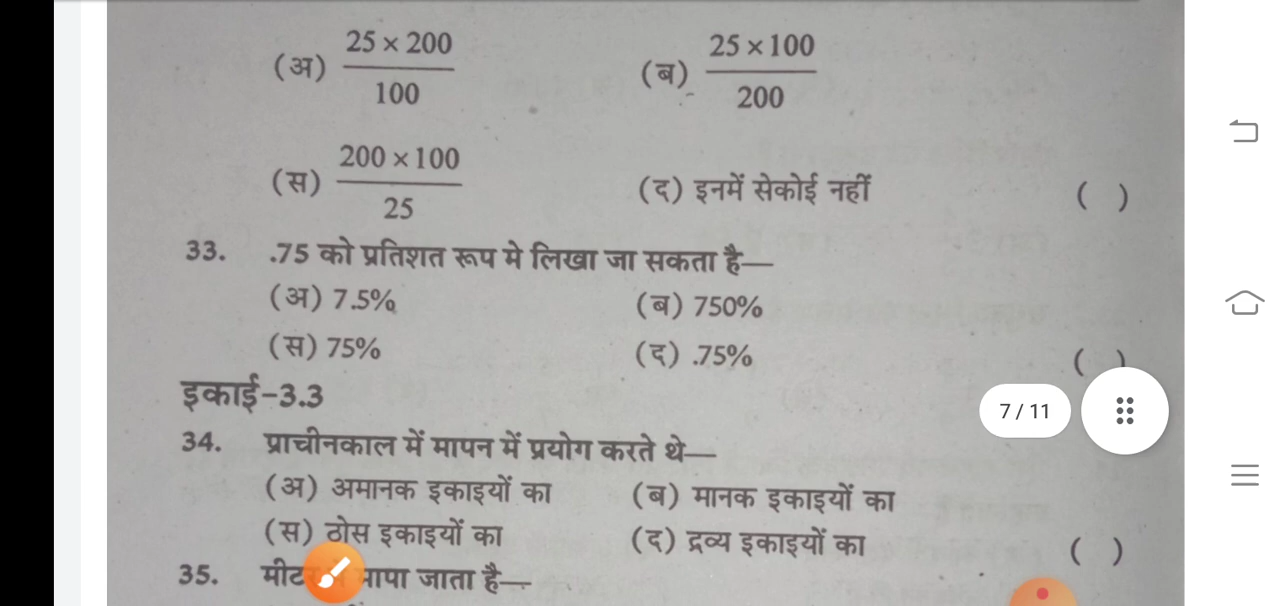 (अ) 25 × 200 / 100 (ब) 25 × 100 / 200
(स) 200 × 100 / 25 (द) इनमें सेकोई नहीं ( )
33. .75 को प्रतिशत रूप मे लिखा जा सकता है—
(अ) 7.5% (ब) 750%
(स) 75% (द) .75% ( )
इकाई-3.3
7 / 11
34. प्राचीनकाल में मापन में प्रयोग करते थे—
(अ) अमानक इकाइयों का (ब) मानक इकाइयों का
(स) ठोस इकाइयों का (द) द्रव्य इकाइयों का ( )
35. मापा जाता है—